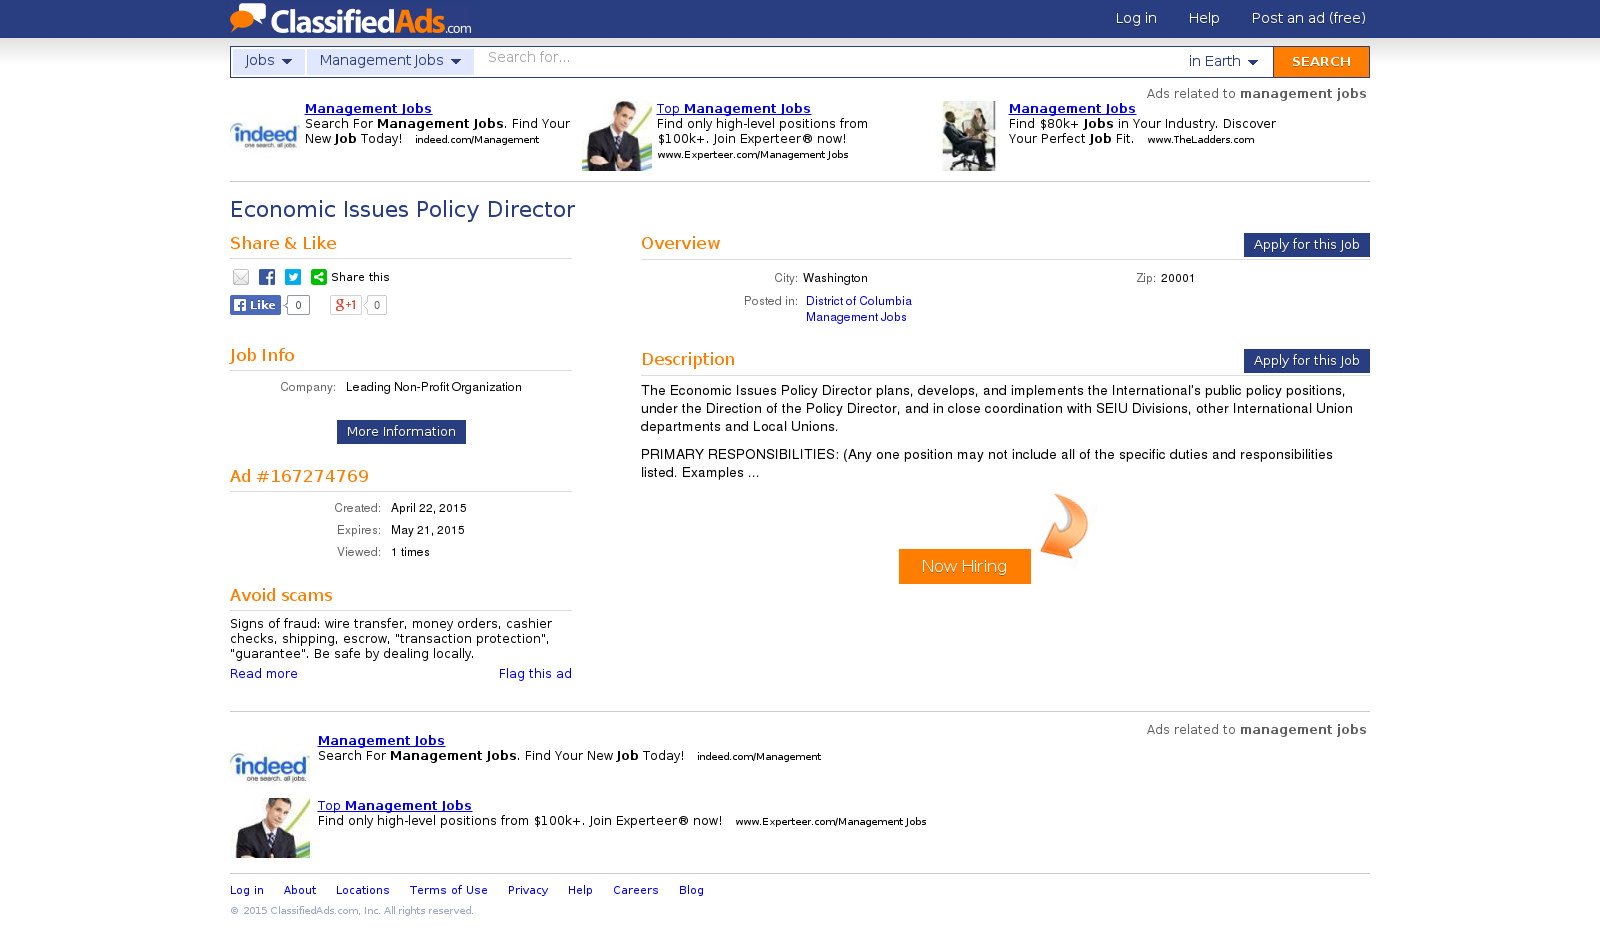 ClassifiedAds.com
Log in Help Post an ad (free)
Jobs Management Jobs Search for... in Earth SEARCH
Ads related to management jobs
indeed
one search. all jobs.
Management Jobs
Search For Management Jobs. Find Your
New Job Today! indeed.com/Management
Top Management Jobs
Find only high-level positions from
$100k+. Join Experteer® now!
www.Experteer.com/Management Jobs
Management Jobs
Find $80k+ Jobs in Your Industry. Discover
Your Perfect Job Fit. www.TheLadders.com
Economic Issues Policy Director
Share & Like
Share this
Like 0 g+1 0
Job Info
Company: Leading Non-Profit Organization
More Information
Ad #167274769
Created: April 22, 2015
Expires: May 21, 2015
Viewed: 1 times
Avoid scams
Signs of fraud: wire transfer, money orders, cashier
checks, shipping, escrow, "transaction protection",
"guarantee". Be safe by dealing locally.
Read more Flag this ad
Overview Apply for this Job
City: Washington Zip: 20001
Posted in: District of Columbia
Management Jobs
Description Apply for this Job
The Economic Issues Policy Director plans, develops, and implements the International's public policy positions,
under the Direction of the Policy Director, and in close coordination with SEIU Divisions, other International Union
departments and Local Unions.
PRIMARY RESPONSIBILITIES: (Any one position may not include all of the specific duties and responsibilities
listed. Examples ...
Now Hiring
Ads related to management jobs
indeed
one search. all jobs.
Management Jobs
Search For Management Jobs. Find Your New Job Today! indeed.com/Management
Top Management Jobs
Find only high-level positions from $100k+. Join Experteer® now! www.Experteer.com/Management Jobs
Log in About Locations Terms of Use Privacy Help Careers Blog
© 2015 ClassifiedAds.com, Inc. All rights reserved.